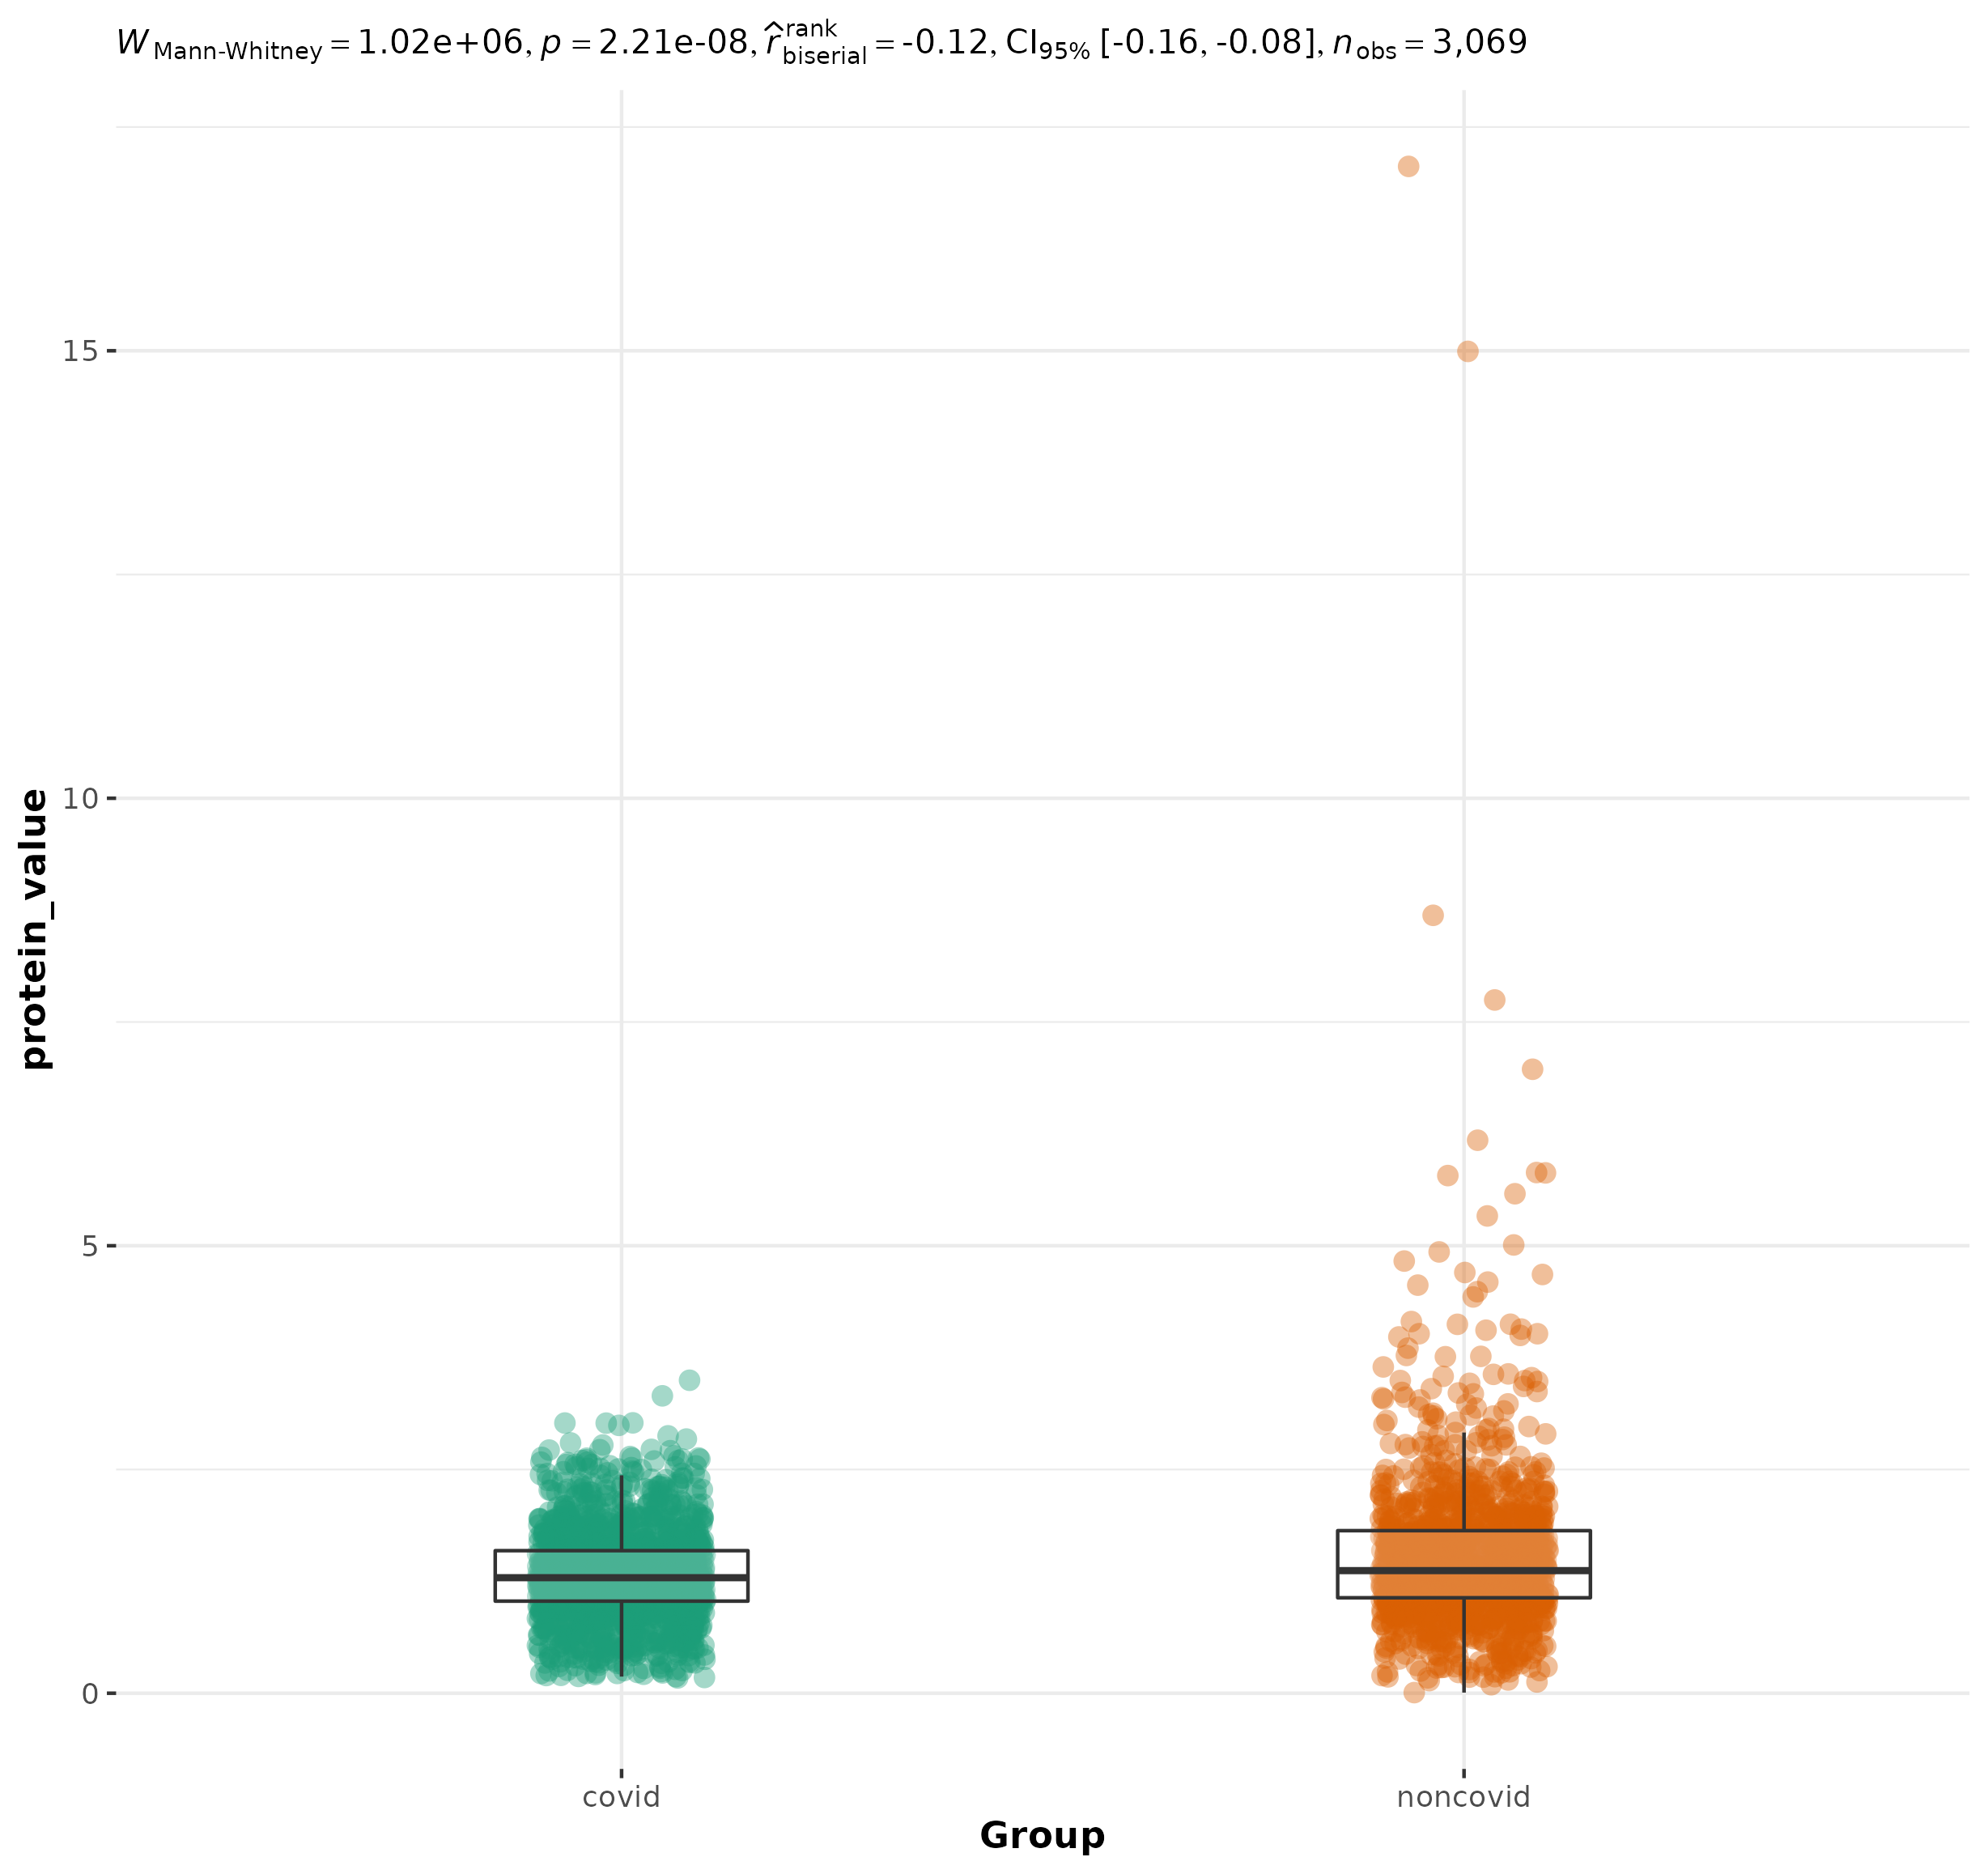 W Mann-Whitney = 1.02e+06, p = 2.21e-08, r̂ rank biserial = -0.12, CI95% [-0.16, -0.08], n obs = 3,069
15
10
5
0
protein_value
covid noncovid
Group